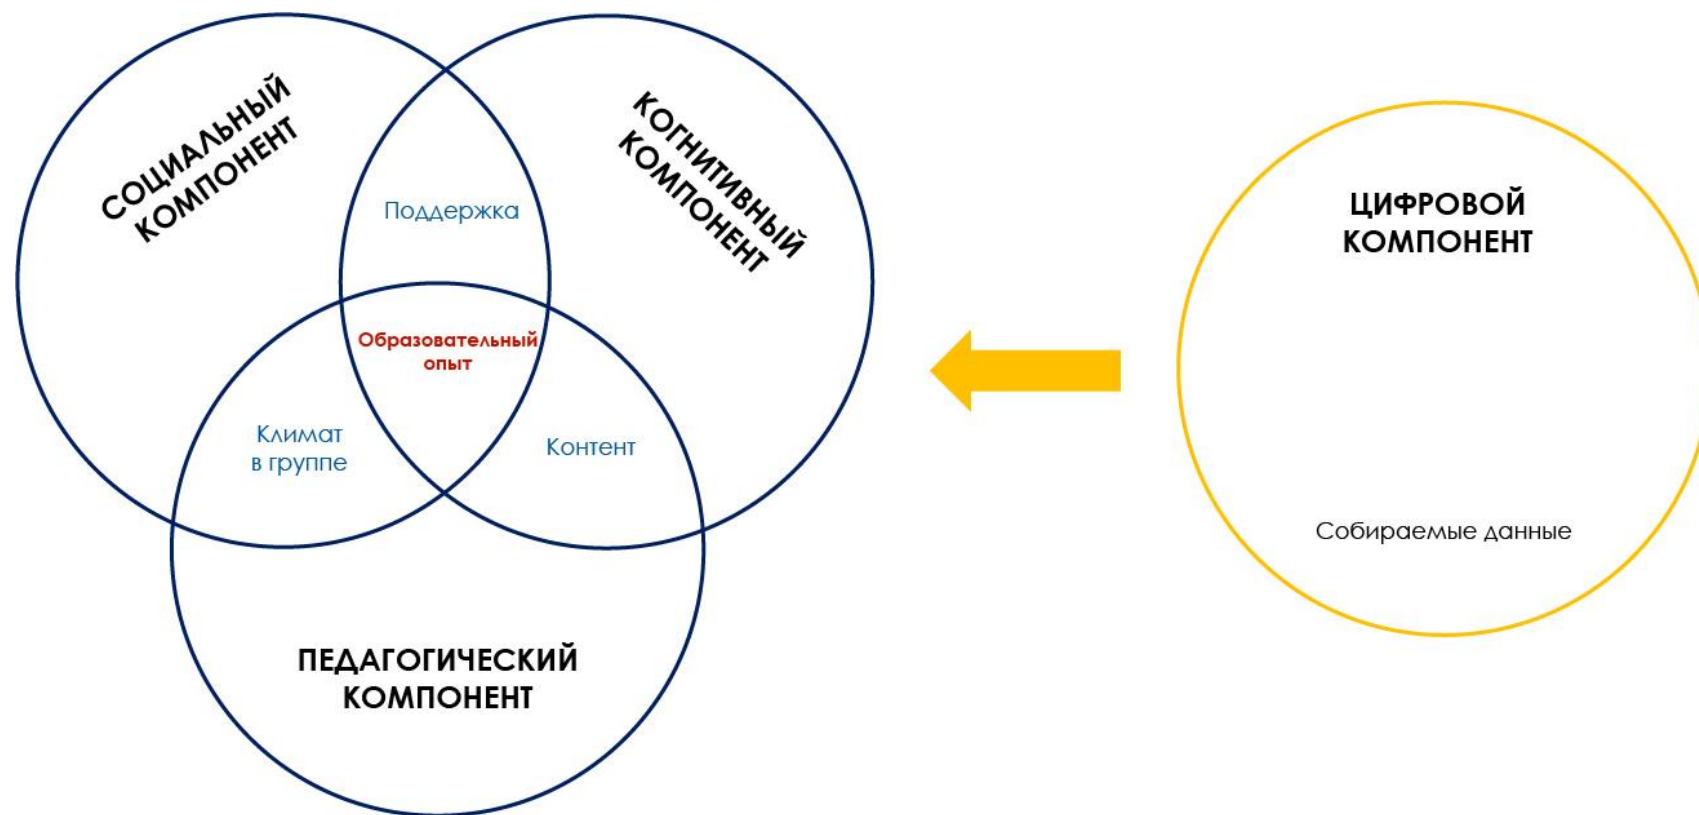 СОЦИАЛЬНЫЙ
КОМПОНЕНТ
КОГНИТИВНЫЙ
КОМПОНЕНТ
Поддержка
Образовательный
опыт
Климат
в группе
Контент
ПЕДАГОГИЧЕСКИЙ
КОМПОНЕНТ
ЦИФРОВОЙ
КОМПОНЕНТ
Собираемые данные